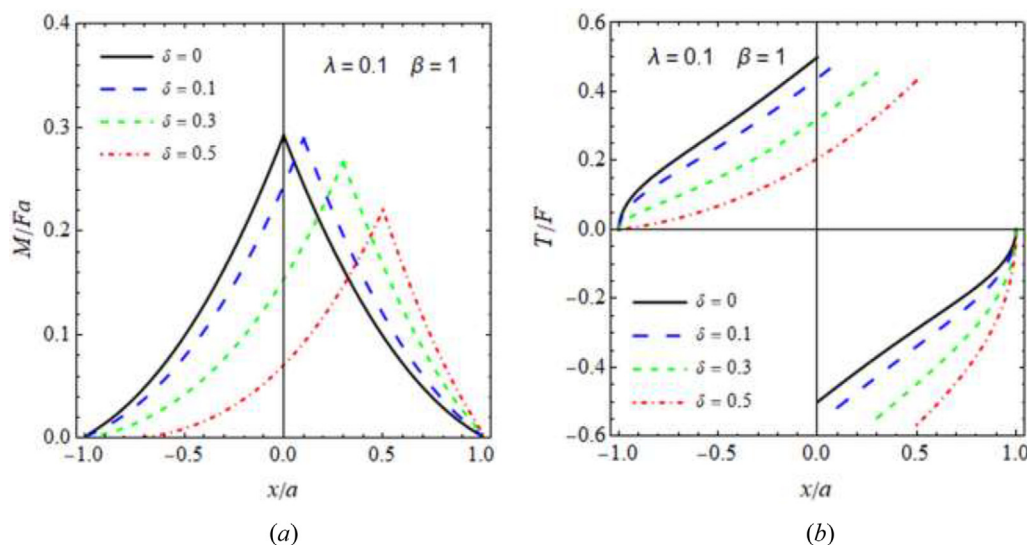 0.4
0.3
0.2
0.1
0.0
M/Fa
δ = 0
δ = 0.1
δ = 0.3
δ = 0.5
λ = 0.1 β = 1
−1.0 −0.5 0.0 0.5 1.0
x/a
(a)
0.6
0.4
0.2
0.0
−0.2
−0.4
−0.6
T/F
λ = 0.1 β = 1
δ = 0
δ = 0.1
δ = 0.3
δ = 0.5
−1.0 −0.5 0.0 0.5 1.0
x/a
(b)